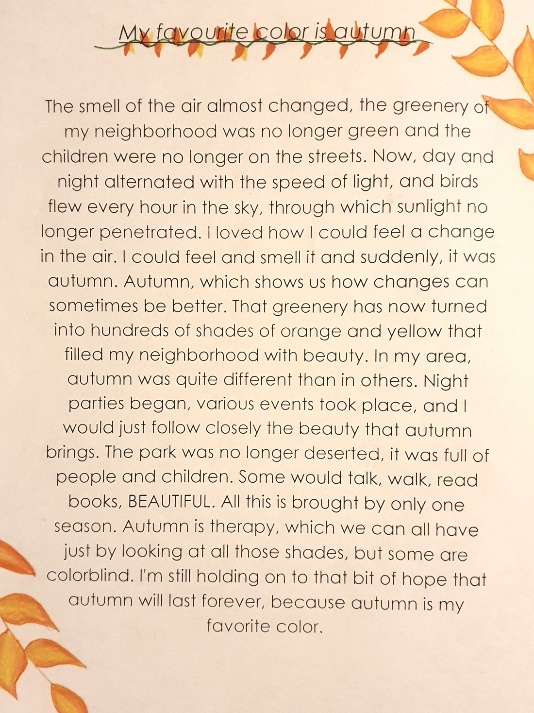 My favourite color is autumn
The smell of the air almost changed, the greenery of
my neighborhood was no longer green and the
children were no longer on the streets. Now, day and
night alternated with the speed of light, and birds
flew every hour in the sky, through which sunlight no
longer penetrated. I loved how I could feel a change
in the air. I could feel and smell it and suddenly, it was
autumn. Autumn, which shows us how changes can
sometimes be better. That greenery has now turned
into hundreds of shades of orange and yellow that
filled my neighborhood with beauty. In my area,
autumn was quite different than in others. Night
parties began, various events took place, and I
would just follow closely the beauty that autumn
brings. The park was no longer deserted, it was full of
people and children. Some would talk, walk, read
books, BEAUTIFUL. All this is brought by only one
season. Autumn is therapy, which we can all have
just by looking at all those shades, but some are
colorblind. I'm still holding on to that bit of hope that
autumn will last forever, because autumn is my
favorite color.